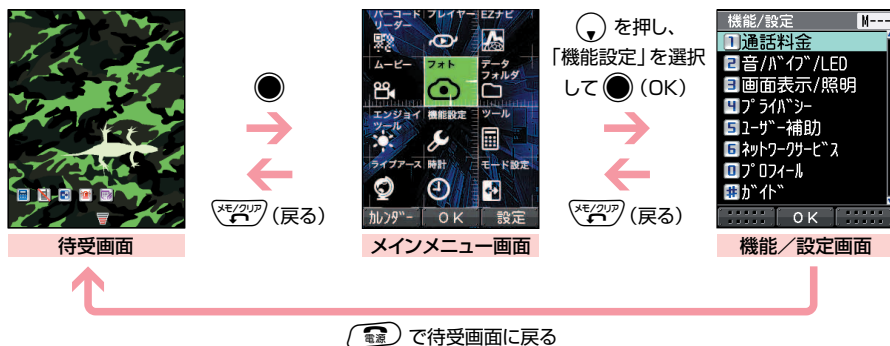 バーコード
リーダー
プレイヤー
EZナビ
ムービー
フォト
データ
フォルダ
エンジョイ
ツール
機能設定
ツール
ライブアース
時計
モード設定
カレンダー OK 設定
を押し、
「機能設定」を選択
して (OK)
機能/設定 M---
1 通話料金
2 音/バイブ/LED
3 画面表示/照明
4 プライバシー
5 ユーザー補助
6 ネットワークサービス
0 プロフィール
# ガイド
OK
メモ/クリア (戻る)
メモ/クリア (戻る)
待受画面
メインメニュー画面
機能／設定画面
電源 で待受画面に戻る